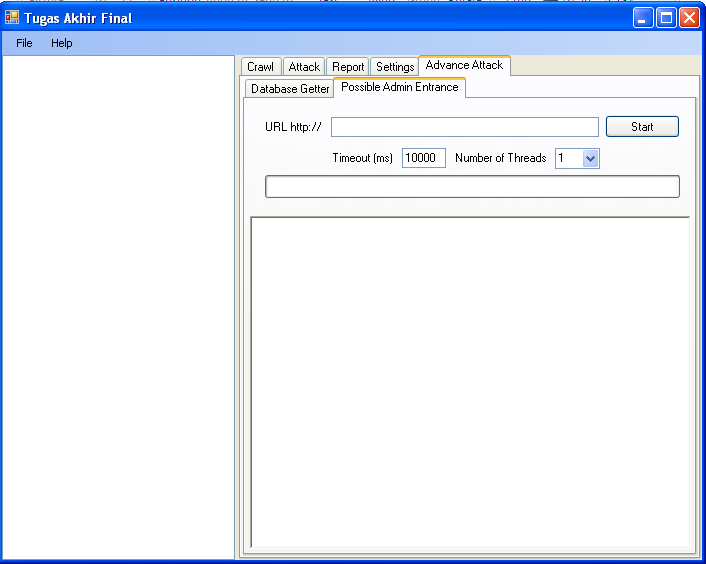 Tugas Akhir Final
File Help
Crawl Attack Report Settings Advance Attack
Database Getter Possible Admin Entrance
URL http:// Start
Timeout (ms) 10000 Number of Threads 1